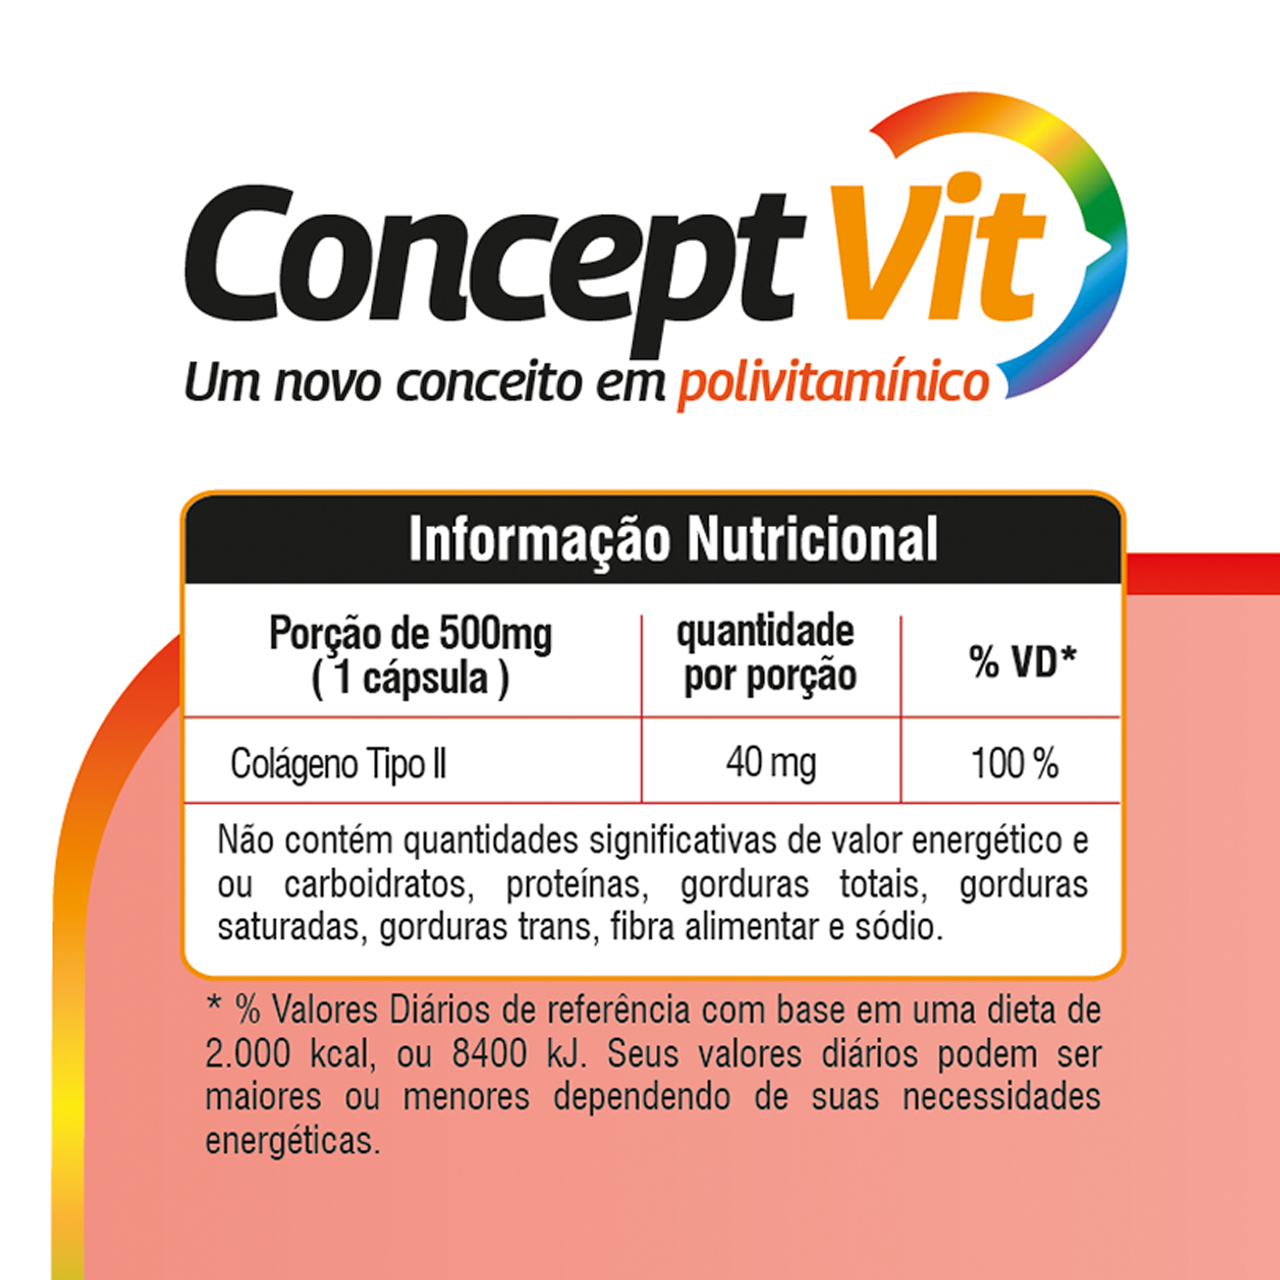 Concept Vit
Um novo conceito em polivitamínico
Informação Nutricional
Porção de 500mg
( 1 cápsula )
quantidade
por porção
% VD*
Colágeno Tipo II
40 mg
100 %
Não contém quantidades significativas de valor energético e
ou carboidratos, proteínas, gorduras totais, gorduras
saturadas, gorduras trans, fibra alimentar e sódio.
* % Valores Diários de referência com base em uma dieta de
2.000 kcal, ou 8400 kJ. Seus valores diários podem ser
maiores ou menores dependendo de suas necessidades
energéticas.